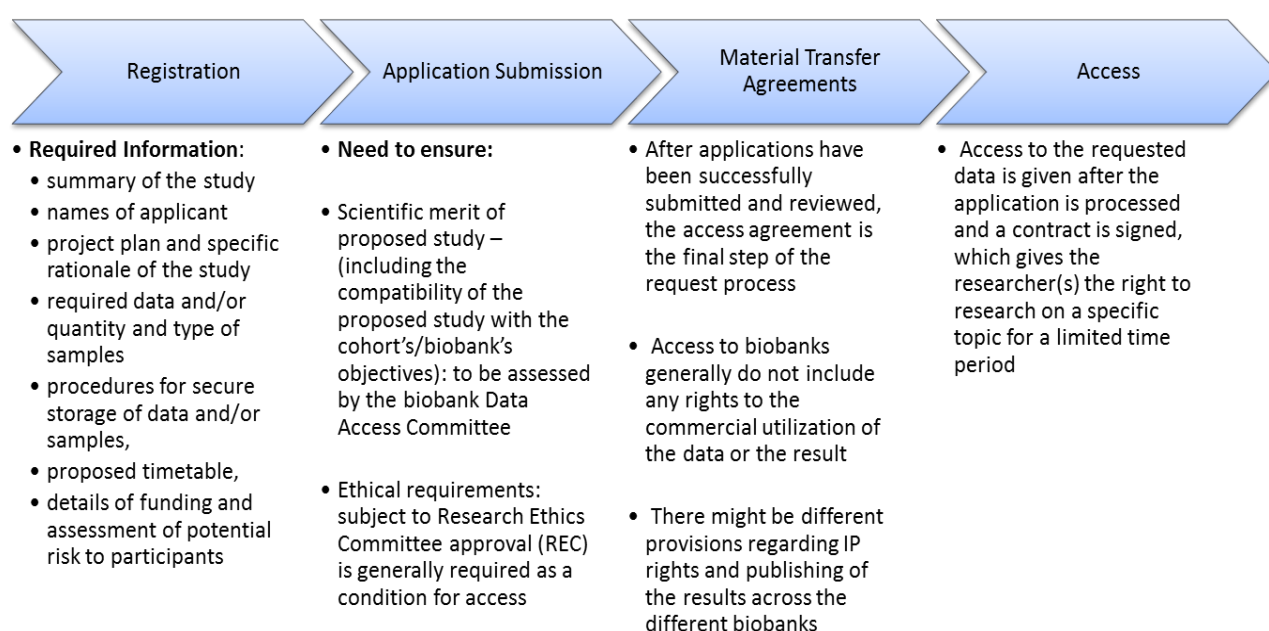 Registration
Application Submission
Material Transfer
Agreements
Access
• Required Information:
• summary of the study
• names of applicant
• project plan and specific
rationale of the study
• required data and/or
quantity and type of
samples
• procedures for secure
storage of data and/or
samples,
• proposed timetable,
• details of funding and
assessment of potential
risk to participants
• Need to ensure:
• Scientific merit of
proposed study –
(including the
compatibility of the
proposed study with the
cohort's/biobank's
objectives): to be assessed
by the biobank Data
Access Committee
• Ethical requirements:
subject to Research Ethics
Committee approval (REC)
is generally required as a
condition for access
• After applications have
been successfully
submitted and reviewed,
the access agreement is
the final step of the
request process
• Access to biobanks
generally do not include
any rights to the
commercial utilization of
the data or the result
• There might be different
provisions regarding IP
rights and publishing of
the results across the
different biobanks
• Access to the requested
data is given after the
application is processed
and a contract is signed,
which gives the
researcher(s) the right to
research on a specific
topic for a limited time
period